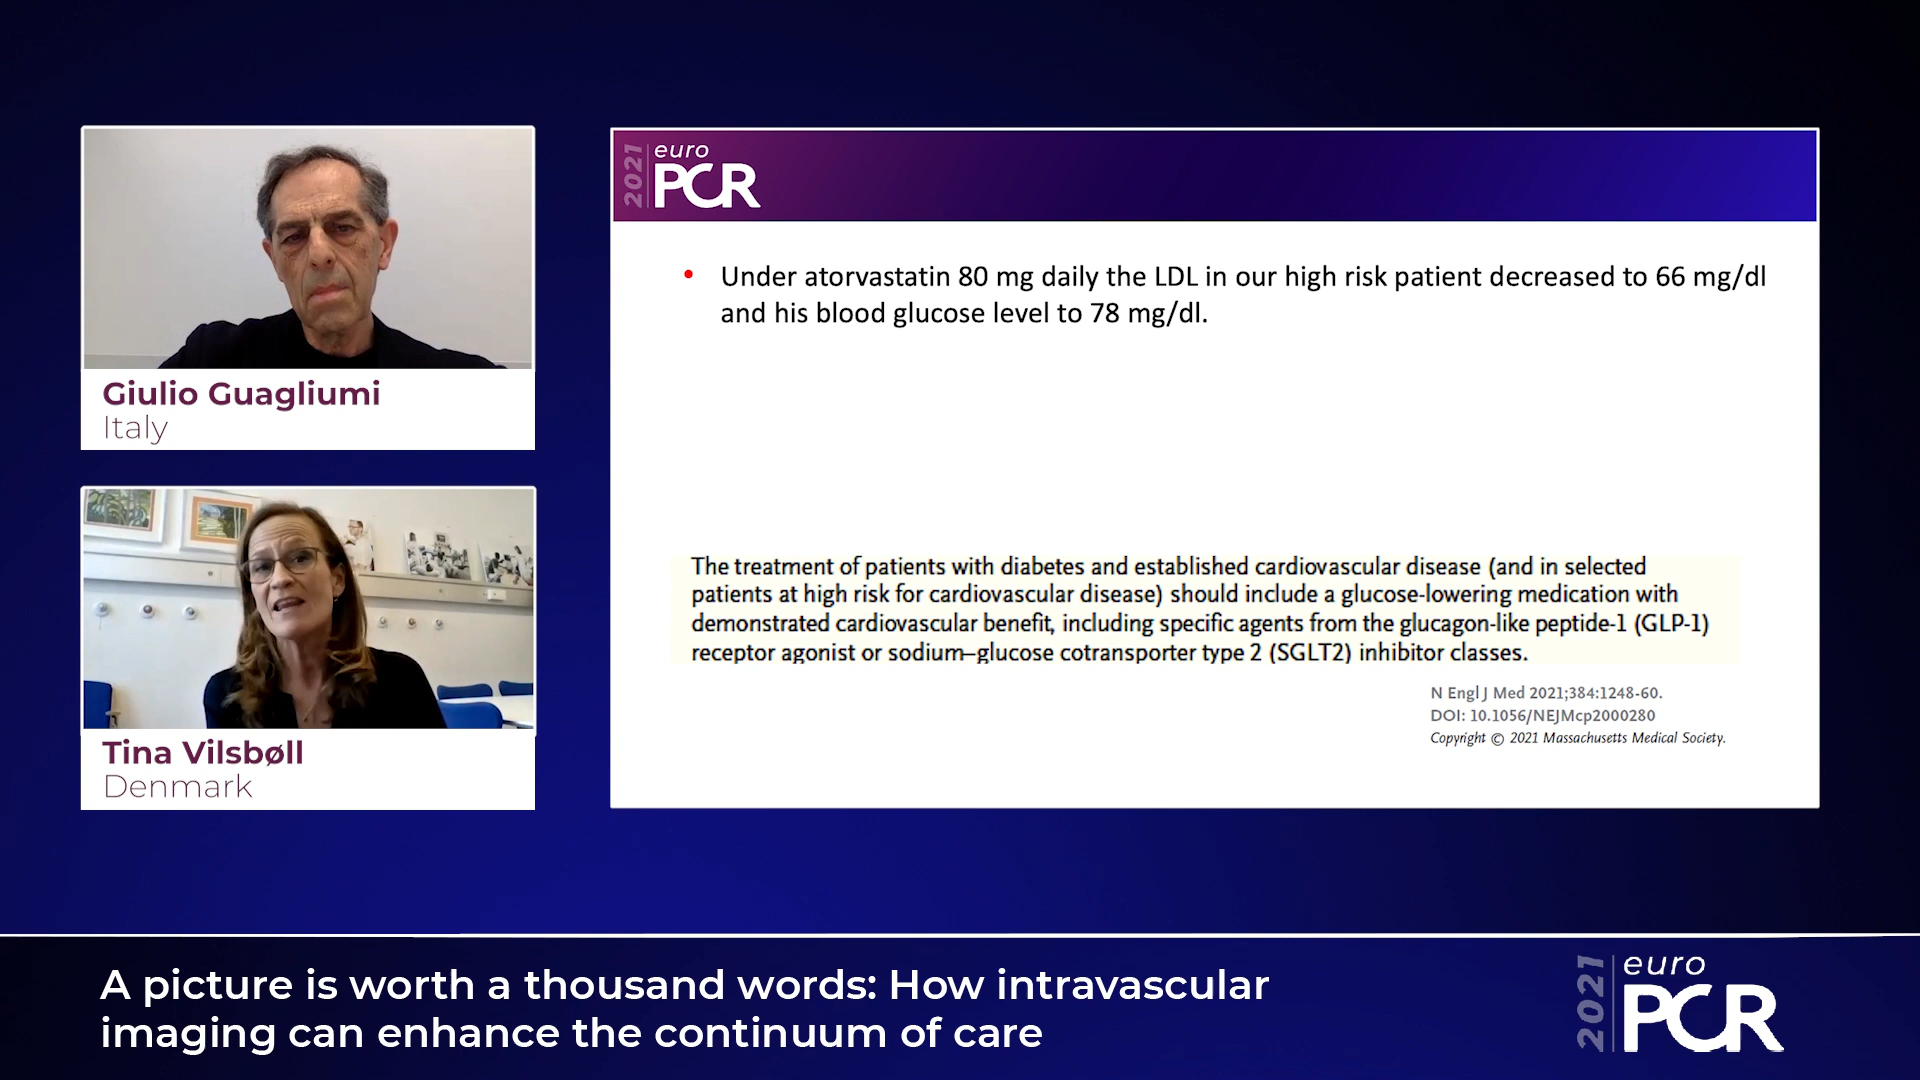 Giulio Guagliumi
Italy
Tina Vilsbøll
Denmark
2021
euro
PCR
• Under atorvastatin 80 mg daily the LDL in our high risk patient decreased to 66 mg/dl
and his blood glucose level to 78 mg/dl.
The treatment of patients with diabetes and established cardiovascular disease (and in selected
patients at high risk for cardiovascular disease) should include a glucose-lowering medication with
demonstrated cardiovascular benefit, including specific agents from the glucagon-like peptide-1 (GLP-1)
receptor agonist or sodium–glucose cotransporter type 2 (SGLT2) inhibitor classes.
N Engl J Med 2021;384:1248-60.
DOI: 10.1056/NEJMcp2000280
Copyright © 2021 Massachusetts Medical Society.
A picture is worth a thousand words: How intravascular
imaging can enhance the continuum of care
2021
euro
PCR